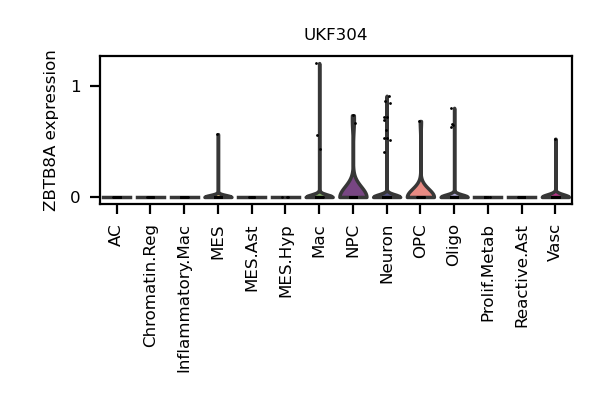 UKF304
ZBTB8A expression
1
0
AC
Chromatin.Reg
Inflammatory.Mac
MES
MES.Ast
MES.Hyp
Mac
NPC
Neuron
OPC
Oligo
Prolif.Metab
Reactive.Ast
Vasc